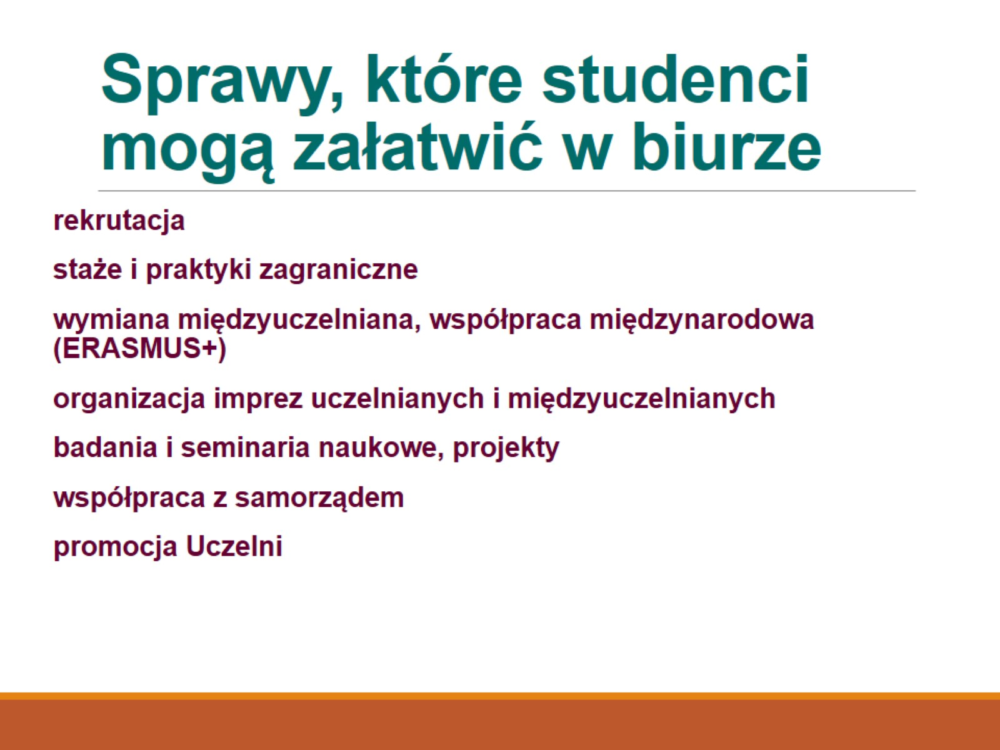 Sprawy, które studenci
mogą załatwić w biurze
rekrutacja
staże i praktyki zagraniczne
wymiana międzyuczelniana, współpraca międzynarodowa
(ERASMUS+)
organizacja imprez uczelnianych i międzyuczelnianych
badania i seminaria naukowe, projekty
współpraca z samorządem
promocja Uczelni